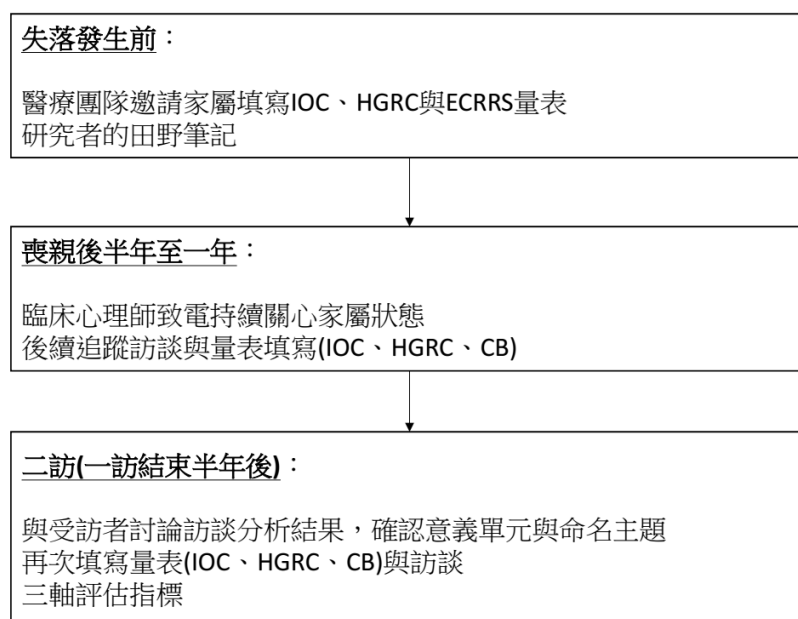 失落發生前：
醫療團隊邀請家屬填寫IOC、HGRC與ECRRS量表
研究者的田野筆記
喪親後半年至一年：
臨床心理師致電持續關心家屬狀態
後續追蹤訪談與量表填寫(IOC、HGRC、CB)
二訪(一訪結束半年後)：
與受訪者討論訪談分析結果，確認意義單元與命名主題
再次填寫量表(IOC、HGRC、CB)與訪談
三軸評估指標